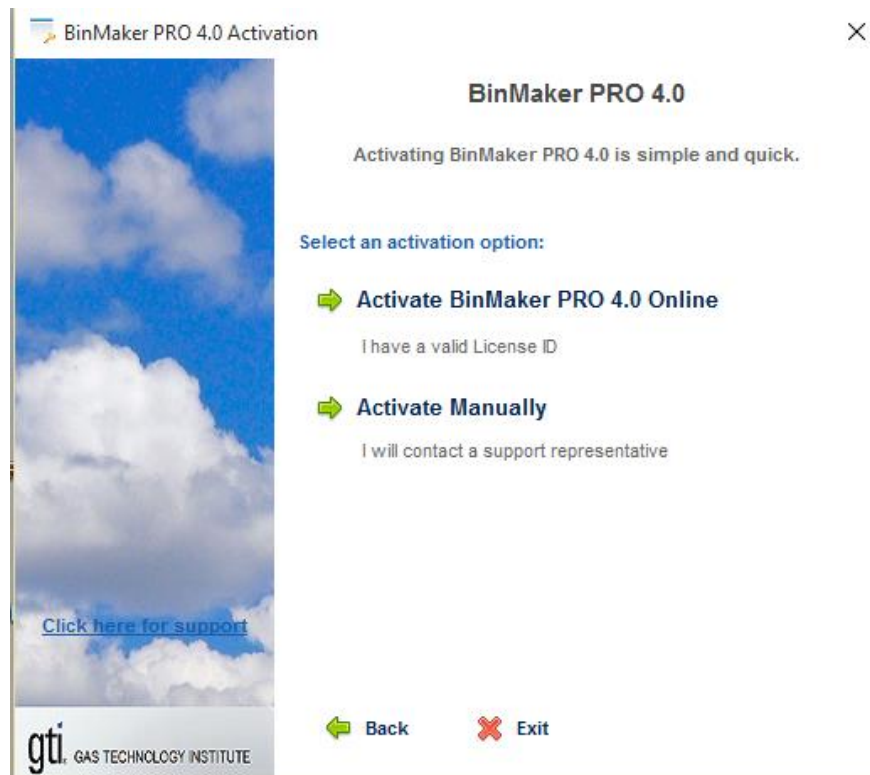 BinMaker PRO 4.0 Activation
BinMaker PRO 4.0
Activating BinMaker PRO 4.0 is simple and quick.
Select an activation option:
Activate BinMaker PRO 4.0 Online
I have a valid License ID
Activate Manually
I will contact a support representative
Click here for support
Back
Exit
gti. GAS TECHNOLOGY INSTITUTE